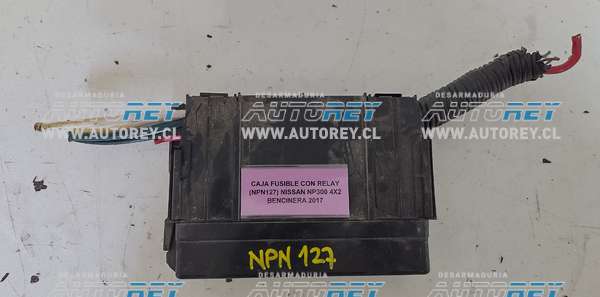 DESARMADURIA
AUTOREY
WWW.AUTOREY.CL
DESARMADURIA
AUTOREY
WWW.AUTOREY.CL
DESARMADURIA
AUTOREY
WWW.AUTOREY.CL
CAJA FUSIBLE CON RELAY
(NPN127) NISSAN NP300 4X2
BENCINERA 2017
NPN 127
DESARMADURIA
DESARMADURIA
DESARMADURIA